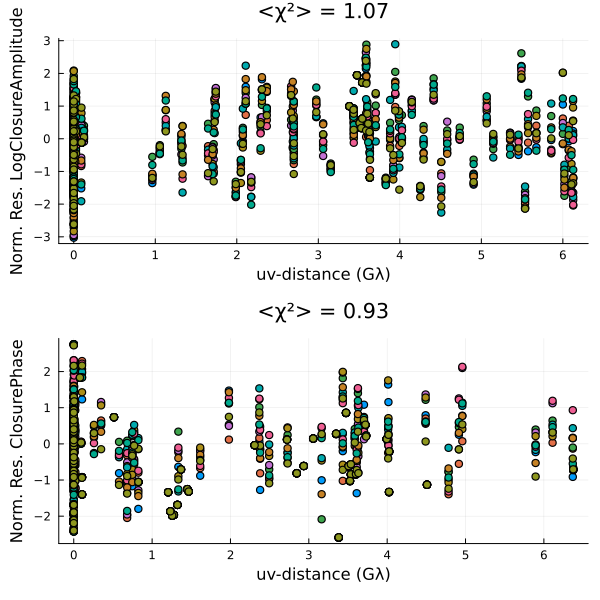 <χ²> = 1.07
Norm. Res. LogClosureAmplitude
3
2
1
0
−1
−2
−3
0 1 2 3 4 5 6
uv-distance (Gλ)
<χ²> = 0.93
Norm. Res. ClosurePhase
2
1
0
−1
−2
0 1 2 3 4 5 6
uv-distance (Gλ)